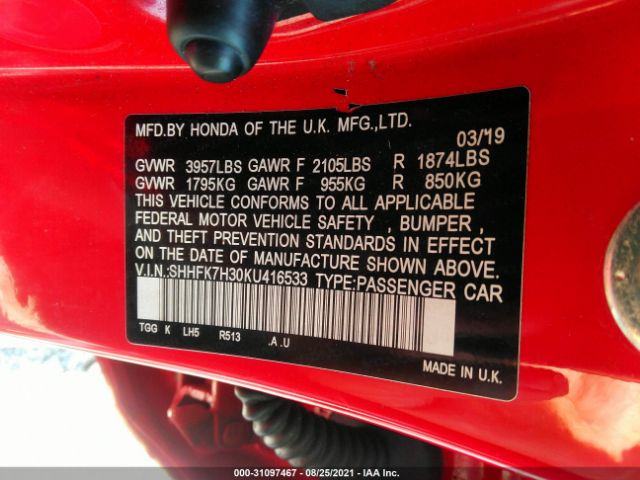 MFD.BY HONDA OF THE U.K. MFG.,LTD.
03/'19
GVWR 3957LBS GAWR F 2105LBS R 1874LBS
GVWR 1795KG GAWR F 955KG R 850KG
THIS VEHICLE CONFORMS TO ALL APPLICABLE
FEDERAL MOTOR VEHICLE SAFETY , BUMPER ,
AND THEFT PREVENTION STANDARDS IN EFFECT
ON THE DATE OF MANUFACTURE SHOWN ABOVE.
V.I.N.:SHHFK7H30KU416533 TYPE:PASSENGER CAR
TGG K LH5 R513 .A .U
MADE IN U.K.
000-31097467 - 08/25/2021 - IAA Inc.